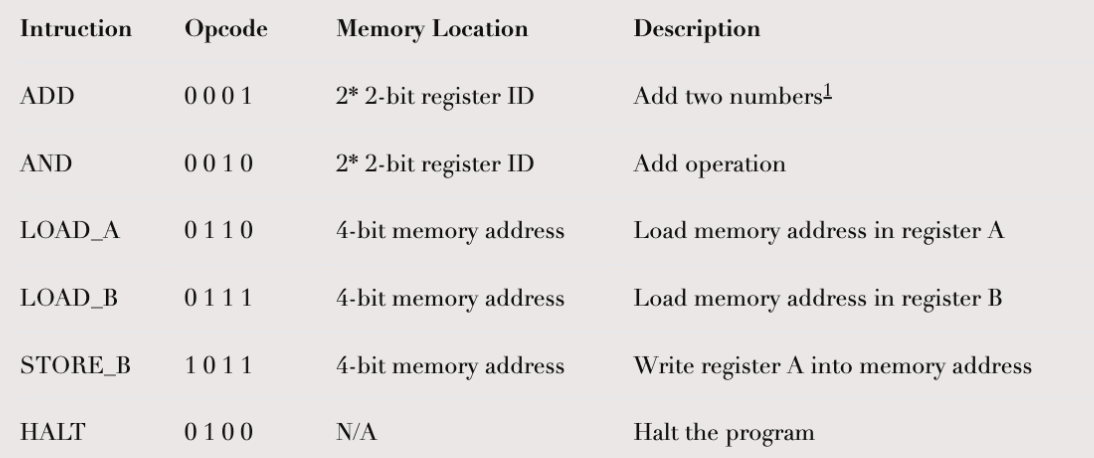 Intruction Opcode Memory Location Description
ADD 0 0 0 1 2* 2-bit register ID Add two numbers1
AND 0 0 1 0 2* 2-bit register ID Add operation
LOAD_A 0 1 1 0 4-bit memory address Load memory address in register A
LOAD_B 0 1 1 1 4-bit memory address Load memory address in register B
STORE_B 1 0 1 1 4-bit memory address Write register A into memory address
HALT 0 1 0 0 N/A Halt the program